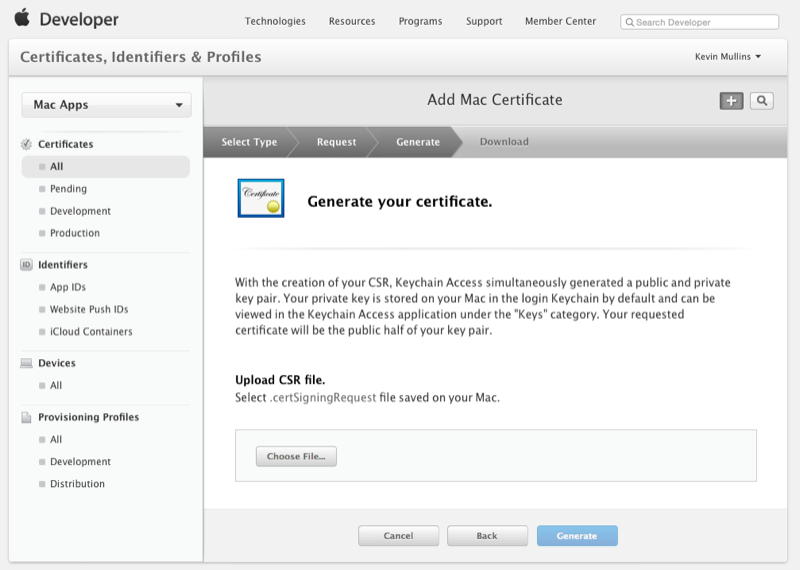 Developer
Technologies
Resources
Programs
Support
Member Center
Search Developer
Certificates, Identifiers & Profiles
Kevin Mullins
Mac Apps
Certificates
All
Pending
Development
Production
ID Identifiers
App IDs
Website Push IDs
iCloud Containers
Devices
All
Provisioning Profiles
All
Development
Distribution
Add Mac Certificate
Select Type
Request
Generate
Download
Certificate
Generate your certificate.
With the creation of your CSR, Keychain Access simultaneously generated a public and private
key pair. Your private key is stored on your Mac in the login Keychain by default and can be
viewed in the Keychain Access application under the "Keys" category. Your requested
certificate will be the public half of your key pair.
Upload CSR file.
Select .certSigningRequest file saved on your Mac.
Choose File...
Cancel
Back
Generate